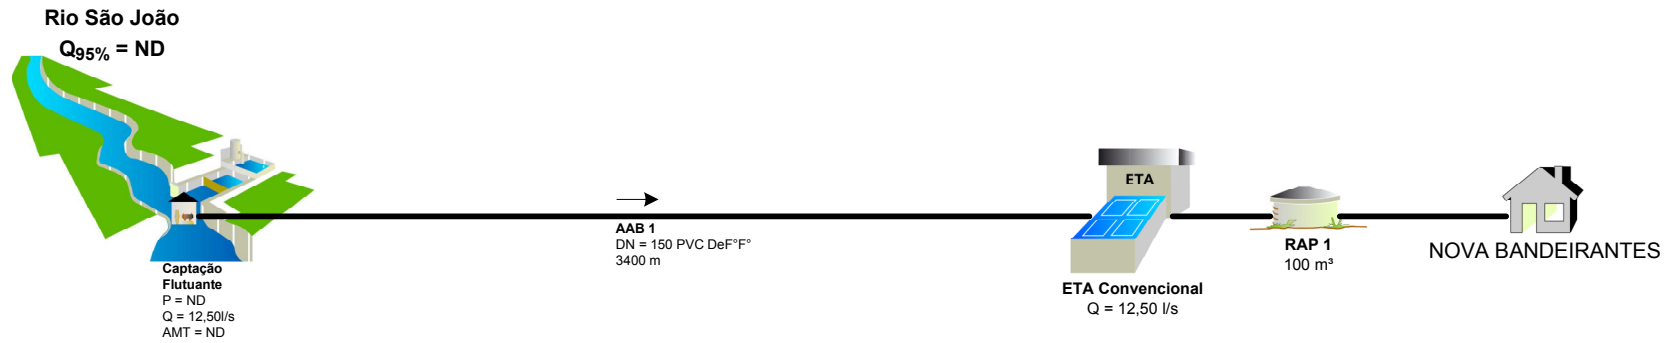 Rio São João
Q95% = ND
Captação
Flutuante
P = ND
Q = 12,50l/s
AMT = ND
AAB 1
DN = 150 PVC DeF°F°
3400 m
ETA
ETA Convencional
Q = 12,50 l/s
RAP 1
100 m³
NOVA BANDEIRANTES